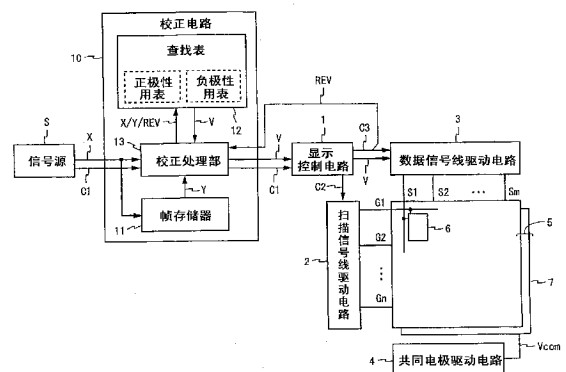 校正电路
10
查找表
正极性
用表
负极性
用表
12
X/Y/REV
V
REV
S
信号源
X
C1
13
校正处理部
V
C1
Y
帧存储器
11
1
显示
控制电路
C3
V
C2
3
数据信号线驱动电路
S1 S2 … Sm
扫描信号线驱动电路
2
G1
G2
⋮
Gn
5
6
7
Vcom
4
共同电极驱动电路